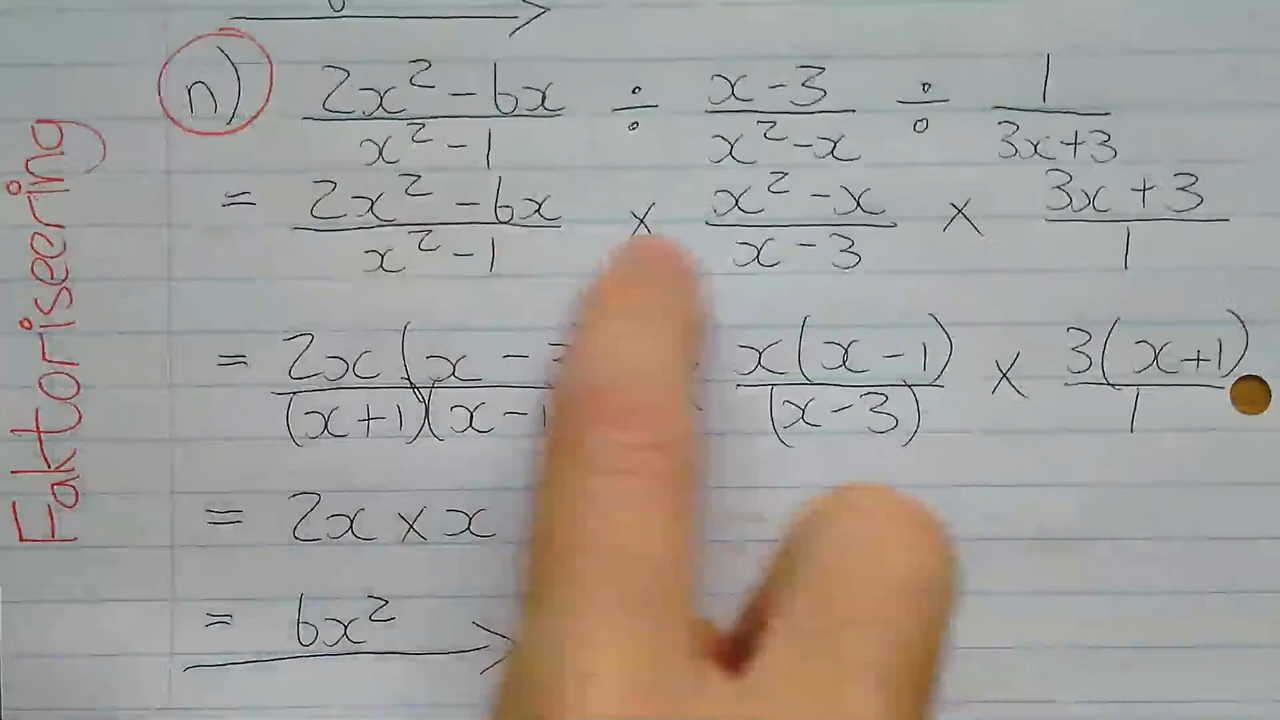 Faktorisering
n) (2x² - 6x)/(x² - 1) ÷ (x - 3)/(x² - x) ÷ 1/(3x + 3)
= (2x² - 6x)/(x² - 1) × (x² - x)/(x - 3) × (3x + 3)/1
= 2x(x - /(x+1)(x - 1 x(x - 1)/(x - 3) × 3(x+1)/1
= 2x × x
= 6x²